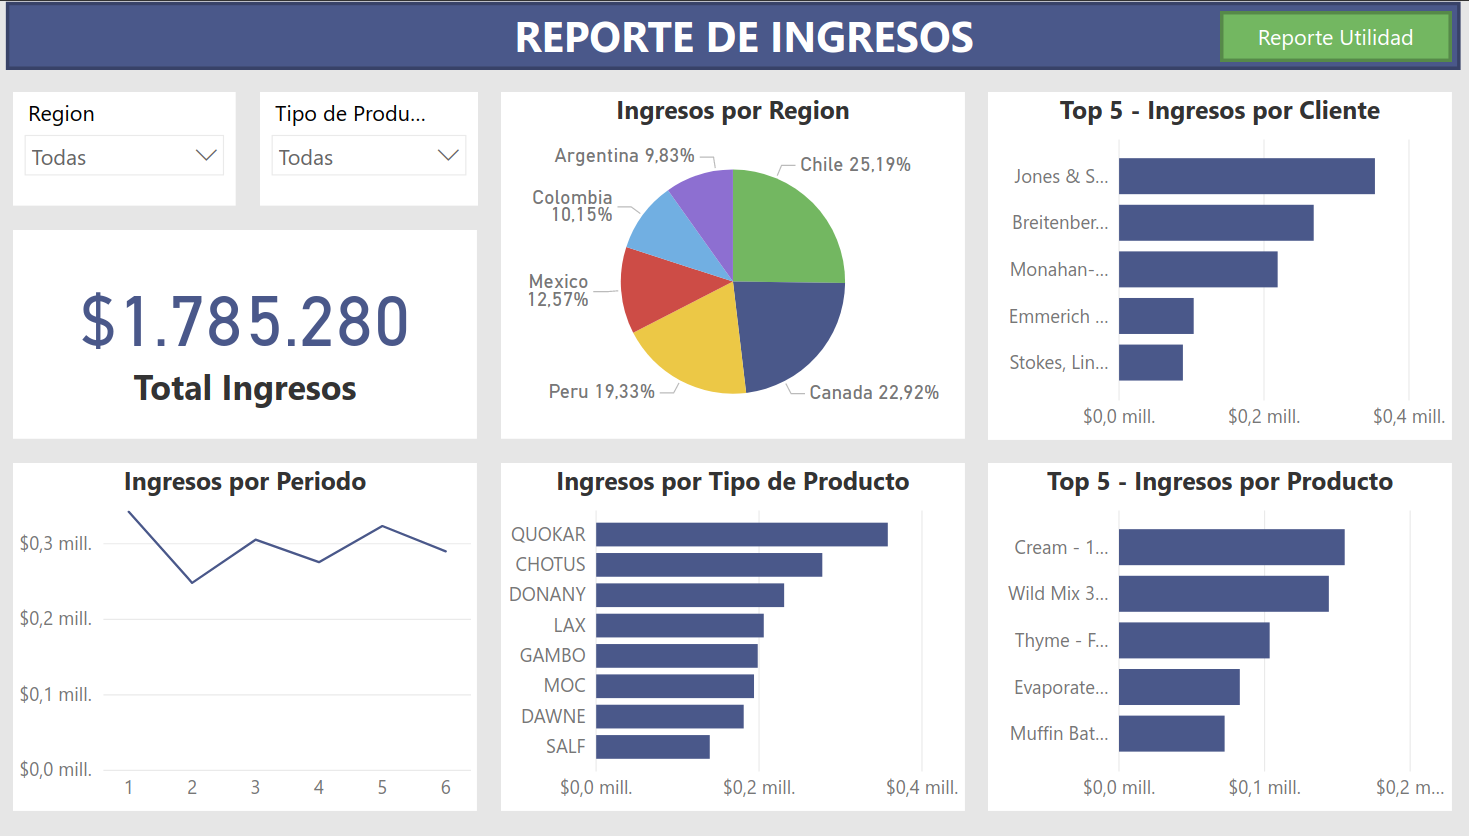 REPORTE DE INGRESOS
Reporte Utilidad
Region
Todas
Tipo de Produ...
Todas
$1.785.280
Total Ingresos
Ingresos por Region
Argentina 9,83%
Chile 25,19%
Colombia
10,15%
Mexico
12,57%
Peru 19,33%
Canada 22,92%
Top 5 - Ingresos por Cliente
Jones & S...
Breitenber...
Monahan-...
Emmerich ...
Stokes, Lin...
$0,0 mill.
$0,2 mill.
$0,4 mill.
Ingresos por Periodo
$0,3 mill.
$0,2 mill.
$0,1 mill.
$0,0 mill.
1 2 3 4 5 6
Ingresos por Tipo de Producto
QUOKAR
CHOTUS
DONANY
LAX
GAMBO
MOC
DAWNE
SALF
$0,0 mill.
$0,2 mill.
$0,4 mill.
Top 5 - Ingresos por Producto
Cream - 1...
Wild Mix 3...
Thyme - F...
Evaporate...
Muffin Bat...
$0,0 mill.
$0,1 mill.
$0,2 m...